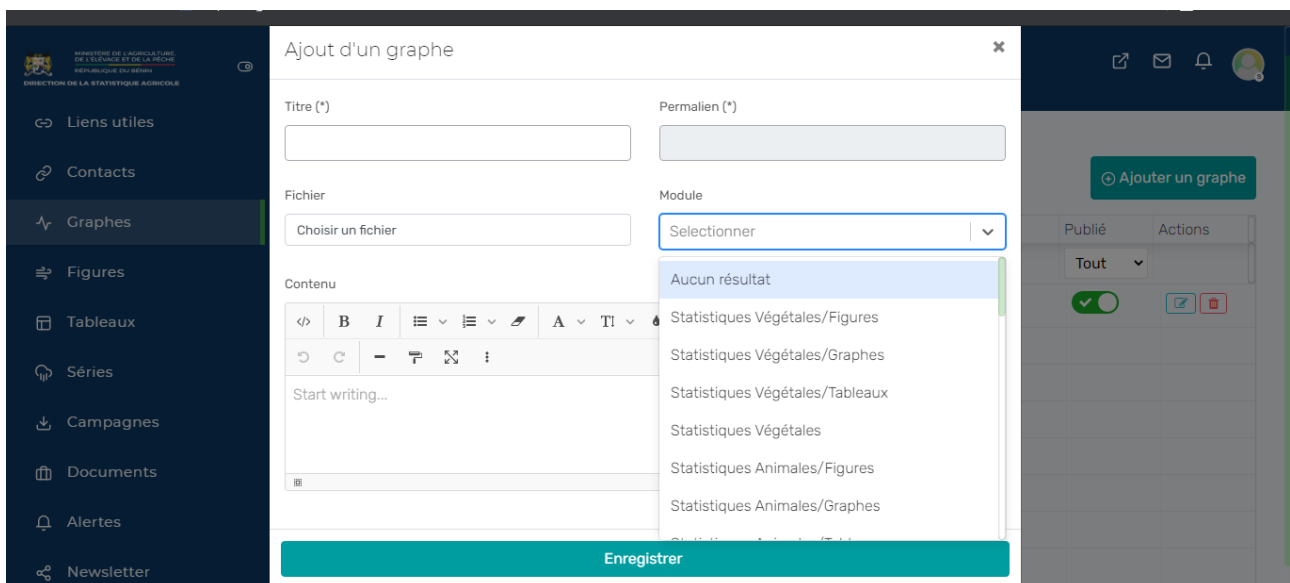 MINISTÈRE DE L'AGRICULTURE,
DE L'ÉLEVAGE ET DE LA PÊCHE
RÉPUBLIQUE DU BÉNIN
DIRECTION DE LA STATISTIQUE AGRICOLE
Liens utiles
Contacts
Graphes
Figures
Tableaux
Séries
Campagnes
Documents
Alertes
Newsletter
Ajout d'un graphe
Titre (*)
Permalien (*)
Fichier
Module
Choisir un fichier
Selectionner
Aucun résultat
Statistiques Végétales/Figures
Statistiques Végétales/Graphes
Statistiques Végétales/Tableaux
Statistiques Végétales
Statistiques Animales/Figures
Statistiques Animales/Graphes
Contenu
B I A TI
Start writing...
Enregistrer
Ajouter un graphe
Publié Actions
Tout